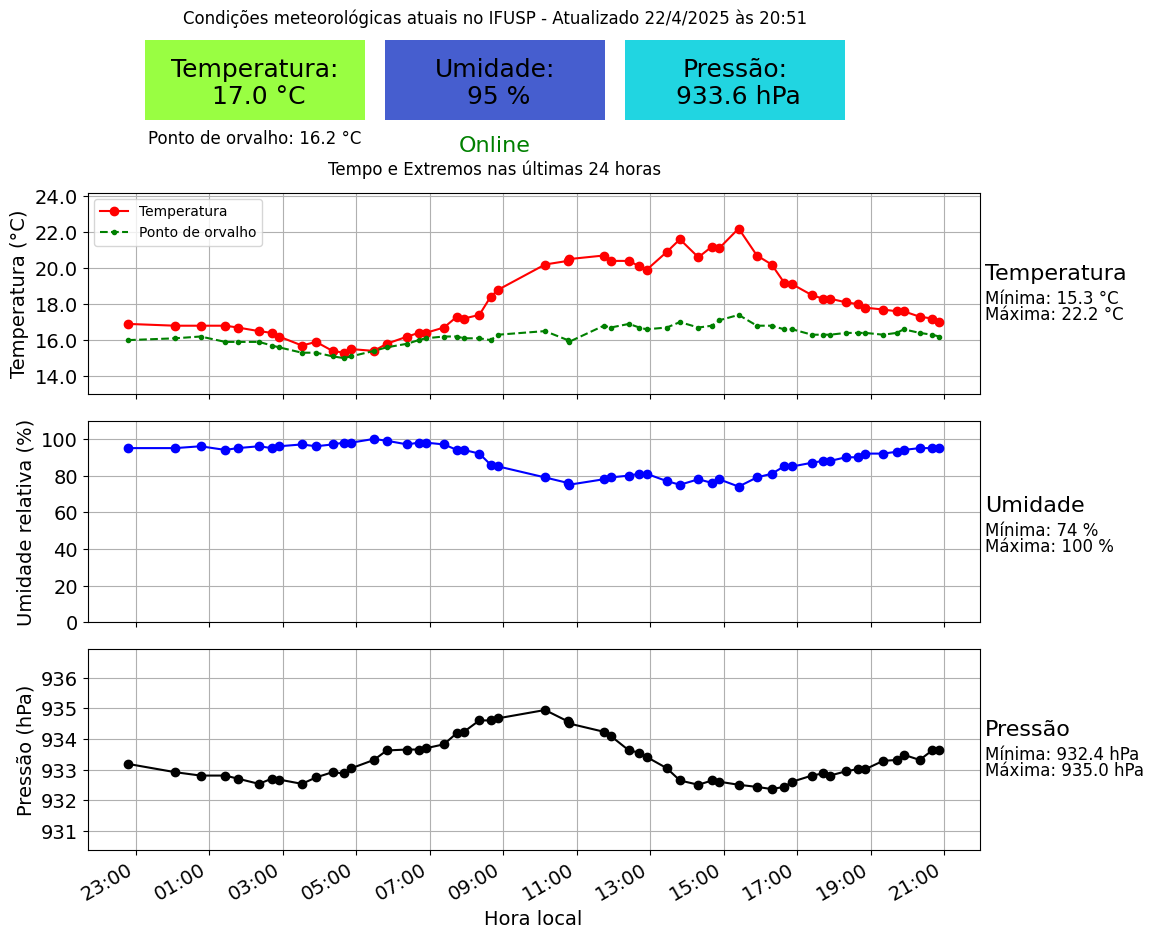 Condições meteorológicas atuais no IFUSP - Atualizado 22/4/2025 às 20:51
Temperatura:
17.0 °C
Umidade:
95 %
Pressão:
933.6 hPa
Ponto de orvalho: 16.2 °C
Online
Tempo e Extremos nas últimas 24 horas
Temperatura (°C)
24.0
22.0
20.0
18.0
16.0
14.0
Temperatura
Ponto de orvalho
Temperatura
Mínima: 15.3 °C
Máxima: 22.2 °C
Umidade relativa (%)
100
80
60
40
20
0
Umidade
Mínima: 74 %
Máxima: 100 %
Pressão (hPa)
936
935
934
933
932
931
Pressão
Mínima: 932.4 hPa
Máxima: 935.0 hPa
23:00 01:00 03:00 05:00 07:00 09:00 11:00 13:00 15:00 17:00 19:00 21:00
Hora local